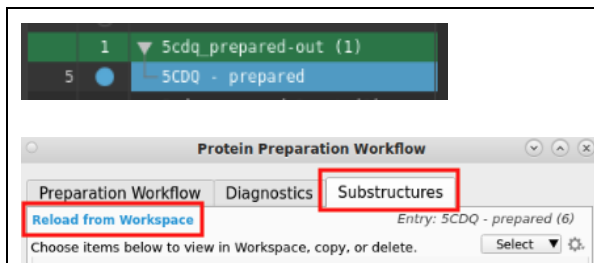 1 ▼ 5cdq_prepared-out (1)
5 5CDQ - prepared
Protein Preparation Workflow
Preparation Workflow Diagnostics Substructures
Reload from Workspace Entry: 5CDQ - prepared (6)
Choose items below to view in Workspace, copy, or delete. Select ▼